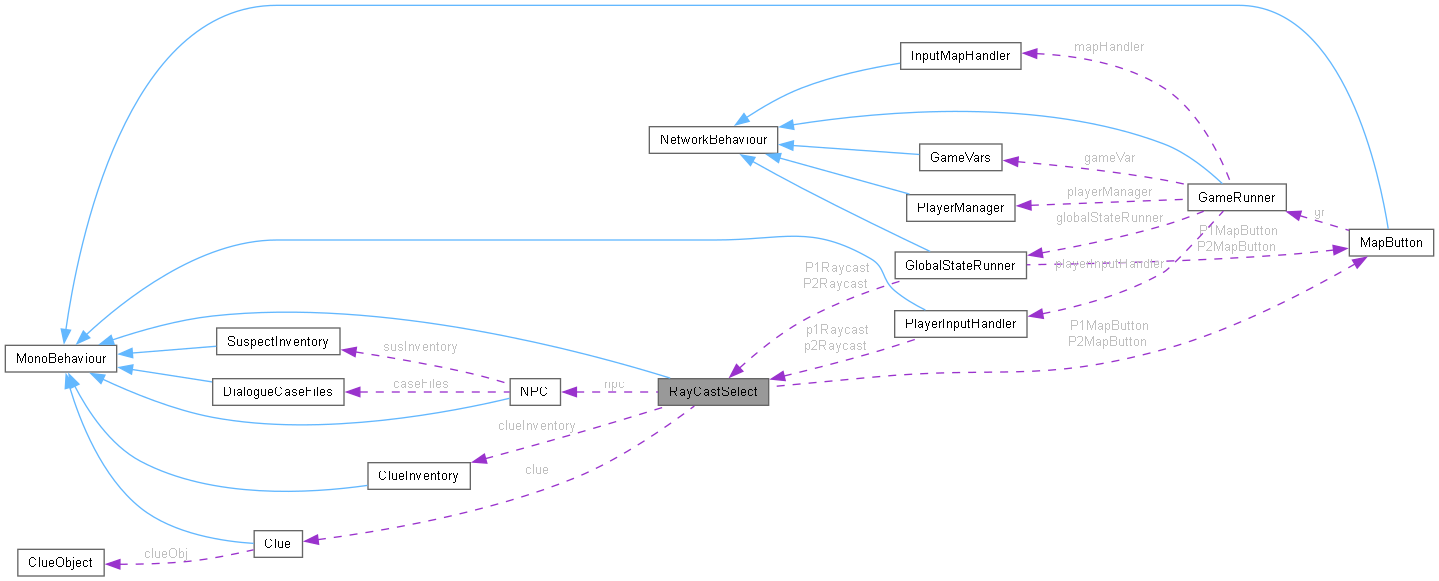 mapHandler
InputMapHandler
NetworkBehaviour
GameVars
gameVar
playerManager
PlayerManager
GameRunner
globalStateRunner
gr
P1MapButton
P2MapButton
MapButton
GlobalStateRunner
playerInputHandler
P1Raycast
P2Raycast
PlayerInputHandler
p1Raycast
p2Raycast
P1MapButton
P2MapButton
SuspectInventory
susInventory
MonoBehaviour
DialogueCaseFiles
caseFiles
NPC
npc
RayCastSelect
clueInventory
ClueInventory
clue
Clue
clueObj
ClueObject